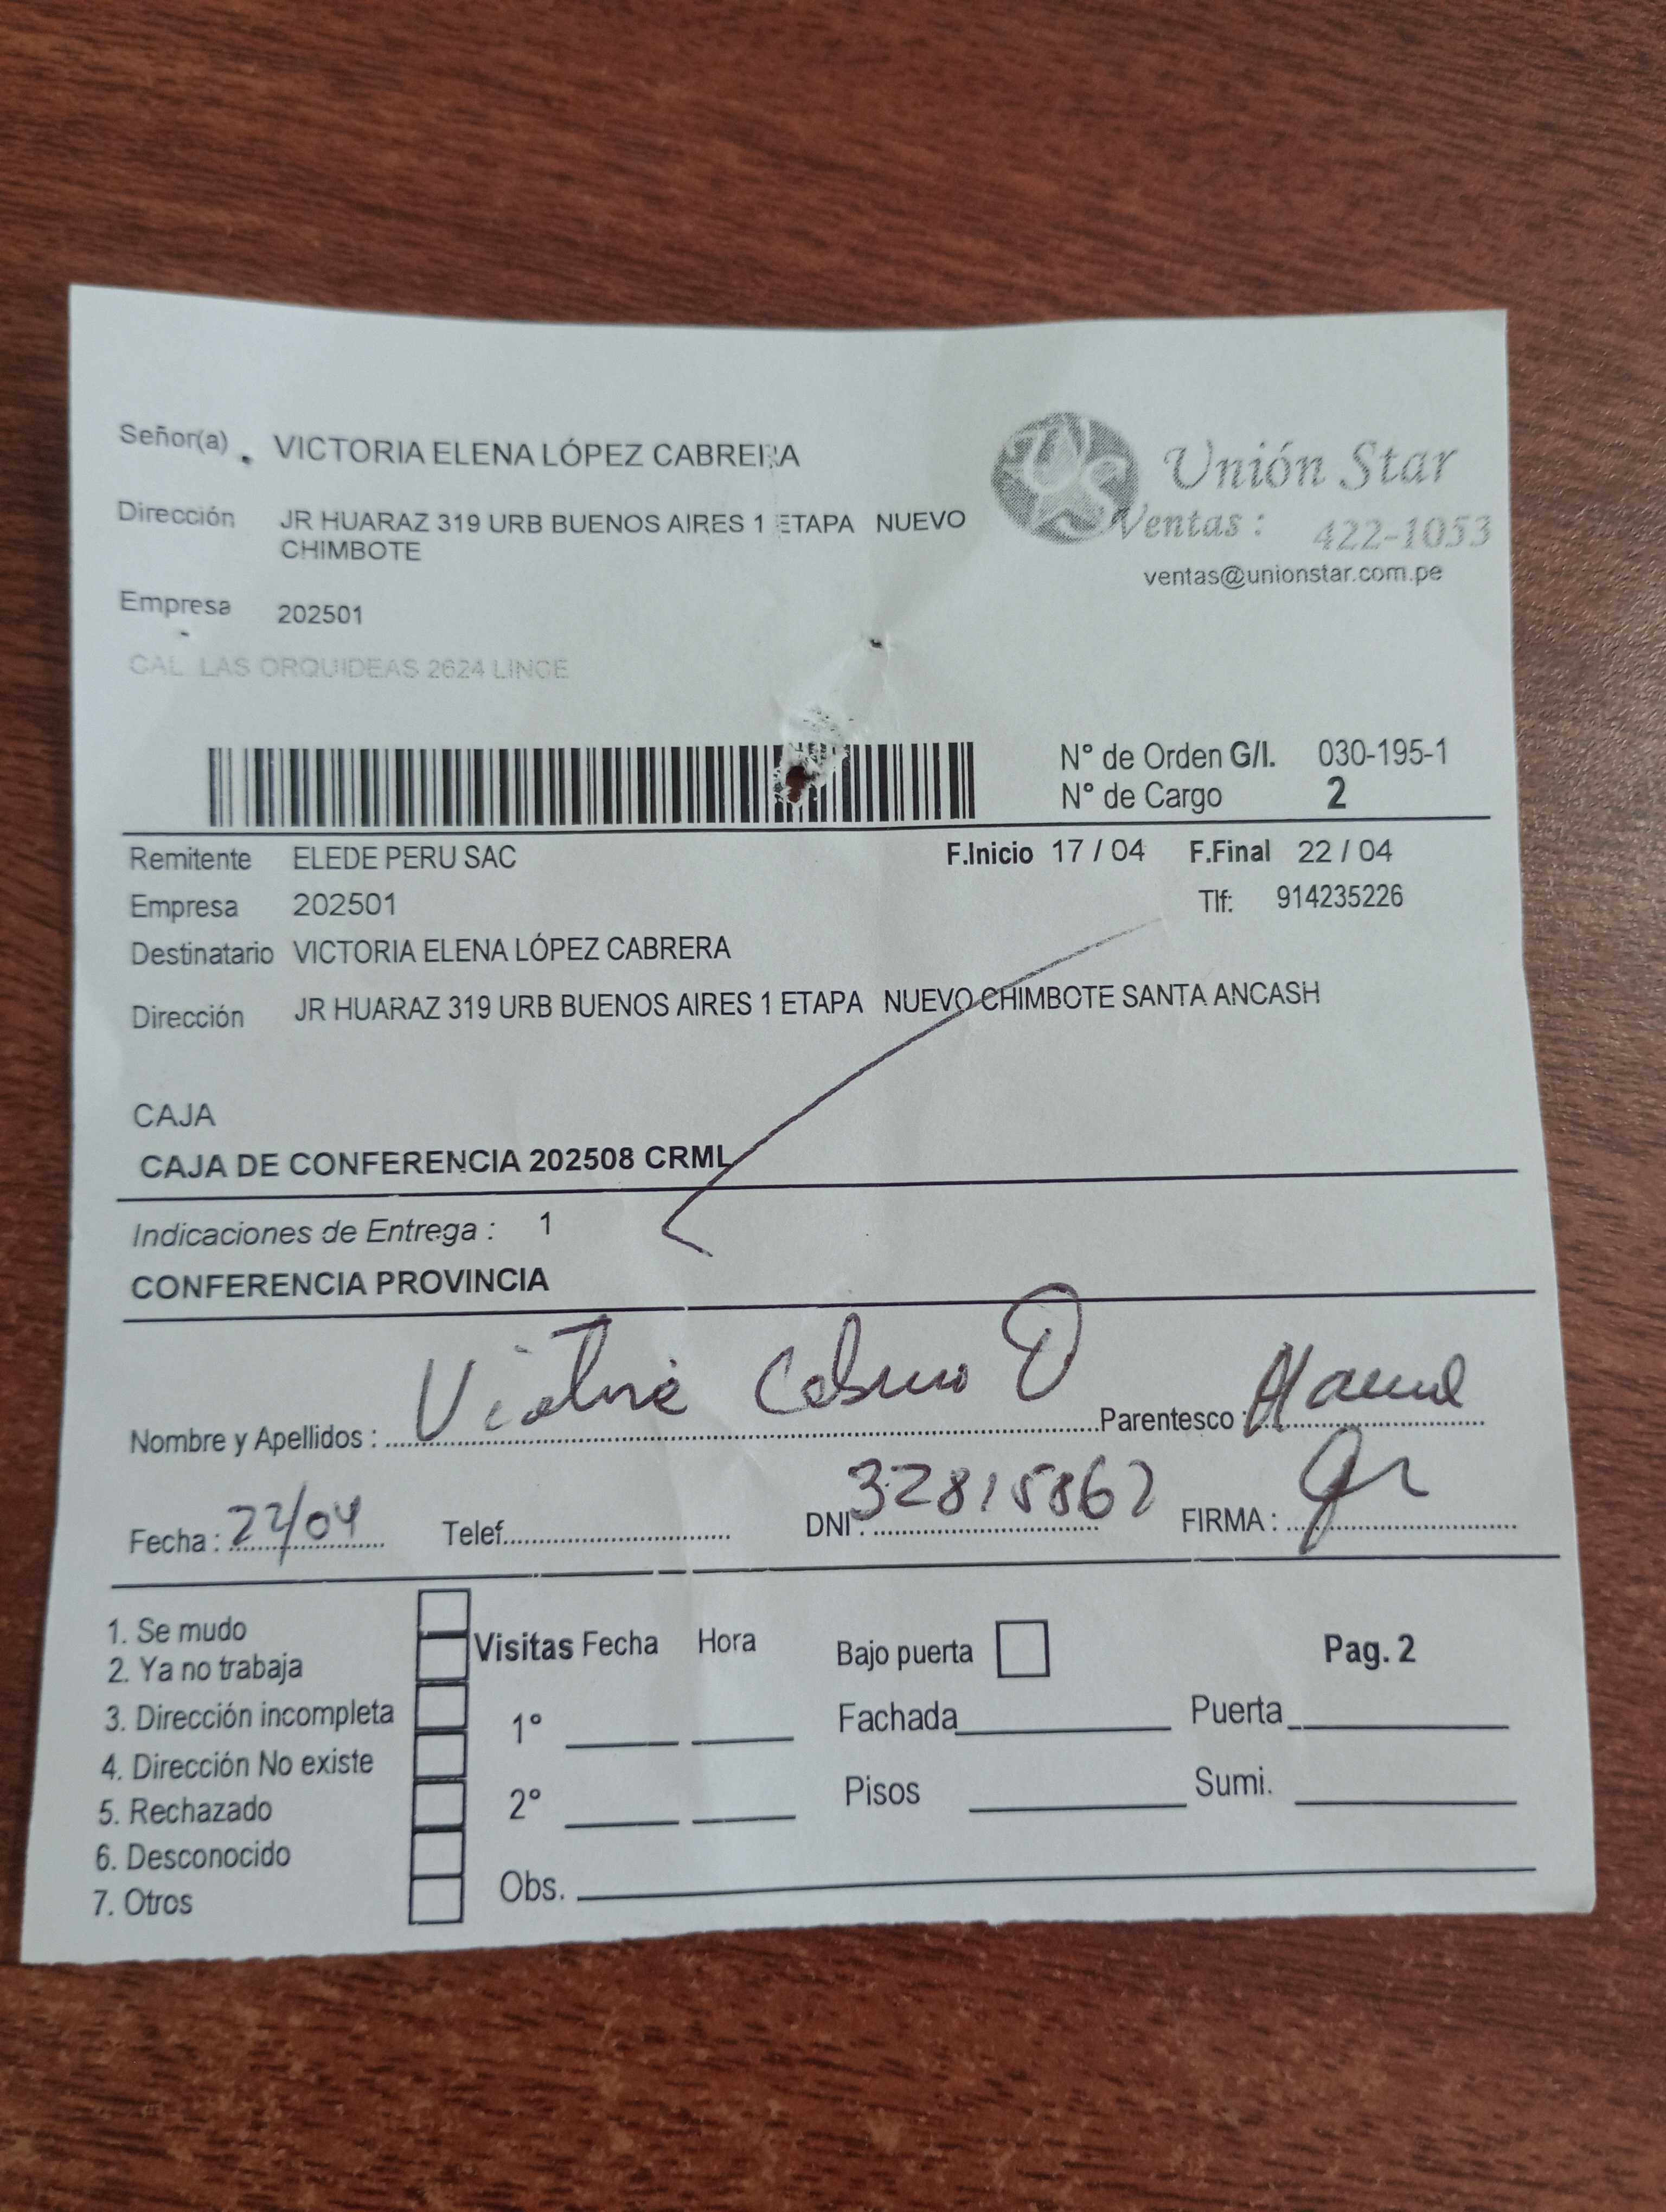 Señor(a) . VICTORIA ELENA LÓPEZ CABRERA
Unión Star
Dirección JR HUARAZ 319 URB BUENOS AIRES 1 ETAPA NUEVO
CHIMBOTE
Ventas : 422-1053
ventas@unionstar.com.pe
Empresa 202501
CAL. LAS ORQUIDEAS 2624 LINCE
N° de Orden G/I. 030-195-1
N° de Cargo 2
Remitente ELEDE PERU SAC F.Inicio 17 / 04 F.Final 22 / 04
Empresa 202501 Tlf: 914235226
Destinatario VICTORIA ELENA LÓPEZ CABRERA
Dirección JR HUARAZ 319 URB BUENOS AIRES 1 ETAPA NUEVO CHIMBOTE SANTA ANCASH
CAJA
CAJA DE CONFERENCIA 202508 CRML
Indicaciones de Entrega : 1
CONFERENCIA PROVINCIA
Nombre y Apellidos : Parentesco :
Fecha : 22/04 Telef. DNI : 32815862 FIRMA :
1. Se mudo
2. Ya no trabaja
3. Dirección incompleta
4. Dirección No existe
5. Rechazado
6. Desconocido
7. Otros
Visitas Fecha Hora Bajo puerta Pag. 2
1° Fachada Puerta
2° Pisos Sumi.
Obs.